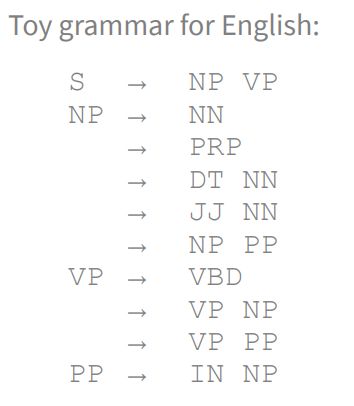 Toy grammar for English:
S → NP VP
NP → NN
→ PRP
→ DT NN
→ JJ NN
→ NP PP
VP → VBD
→ VP NP
→ VP PP
PP → IN NP